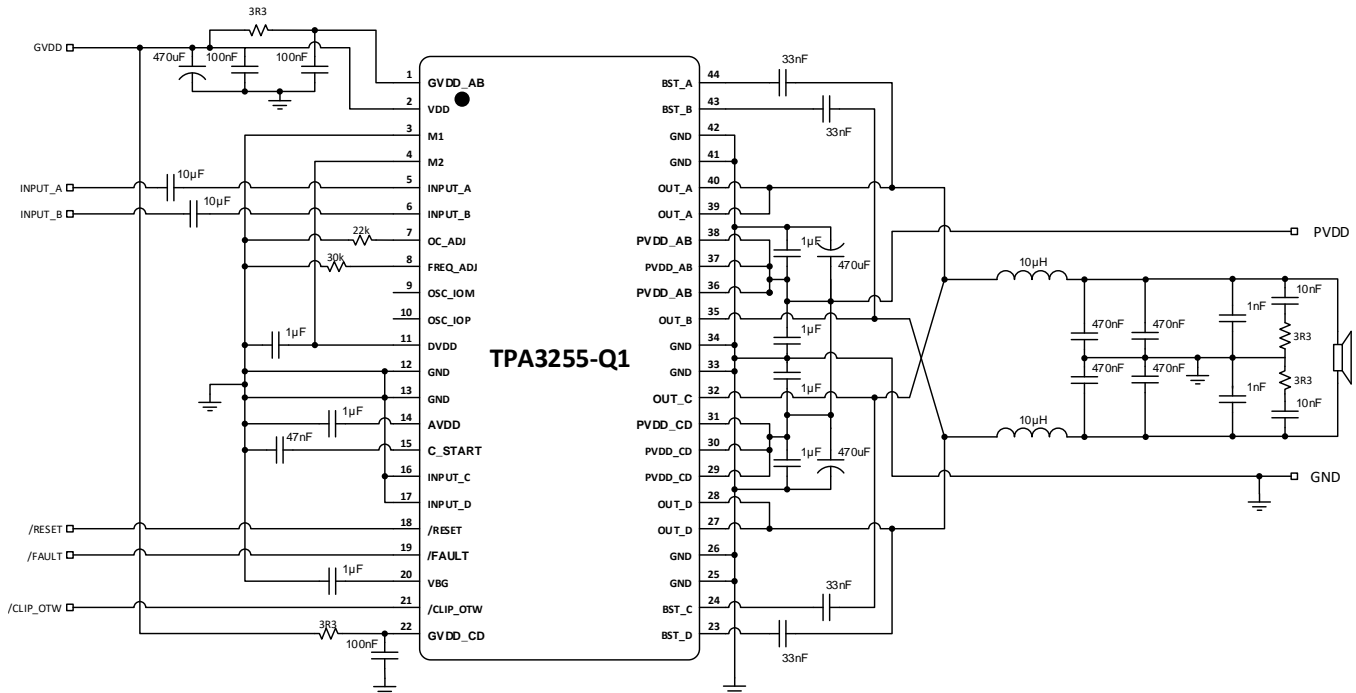 3R3
GVDD
470uF
100nF
100nF
1
GVDD_AB
2
VDD
3
M1
4
M2
INPUT_A
10µF
5
INPUT_A
INPUT_B
10µF
6
INPUT_B
22k
7
OC_ADJ
30k
8
FREQ_ADJ
9
OSC_IOM
10
OSC_IOP
1µF
11
DVDD
12
GND
13
GND
1µF
14
AVDD
47nF
15
C_START
16
INPUT_C
17
INPUT_D
/RESET
18
/RESET
/FAULT
19
/FAULT
1µF
20
VBG
/CLIP_OTW
21
/CLIP_OTW
3R3
22
GVDD_CD
100nF
TPA3255-Q1
BST_A
44
33nF
BST_B
43
33nF
GND
42
GND
41
OUT_A
40
OUT_A
39
PVDD_AB
38
1µF
PVDD_AB
37
470uF
PVDD_AB
36
OUT_B
35
1µF
GND
34
GND
33
1µF
OUT_C
32
PVDD_CD
31
PVDD_CD
30
1µF
470uF
PVDD_CD
29
OUT_D
28
OUT_D
27
GND
26
GND
25
BST_C
24
33nF
BST_D
23
33nF
PVDD
10µH
10nF
1nF
470nF
470nF
3R3
470nF
470nF
3R3
1nF
10nF
10µH
GND